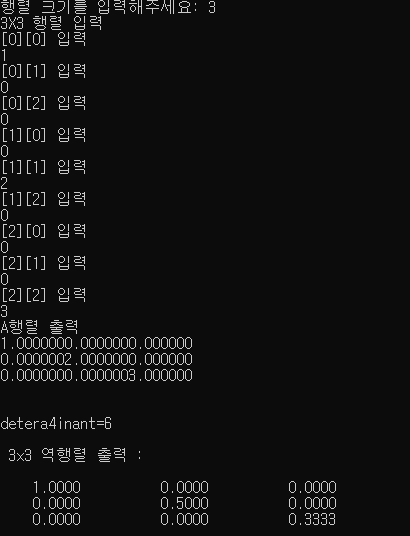 행렬 크기를 입력해주세요: 3
3X3 행렬 입력
[0][0] 입력
1
[0][1] 입력
0
[0][2] 입력
0
[1][0] 입력
0
[1][1] 입력
2
[1][2] 입력
0
[2][0] 입력
0
[2][1] 입력
0
[2][2] 입력
3
A행렬 출력
1.0000000.0000000.000000
0.0000002.0000000.000000
0.0000000.0000003.000000
detera4inant=6
3x3 역행렬 출력 :
1.0000 0.0000 0.0000
0.0000 0.5000 0.0000
0.0000 0.0000 0.3333